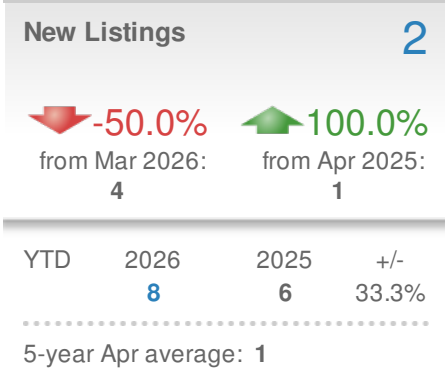 New Listings 2
-50.0% 100.0%
from Mar 2026: from Apr 2025:
4 1
YTD 2026 2025 +/-
8 6 33.3%
5-year Apr average: 1